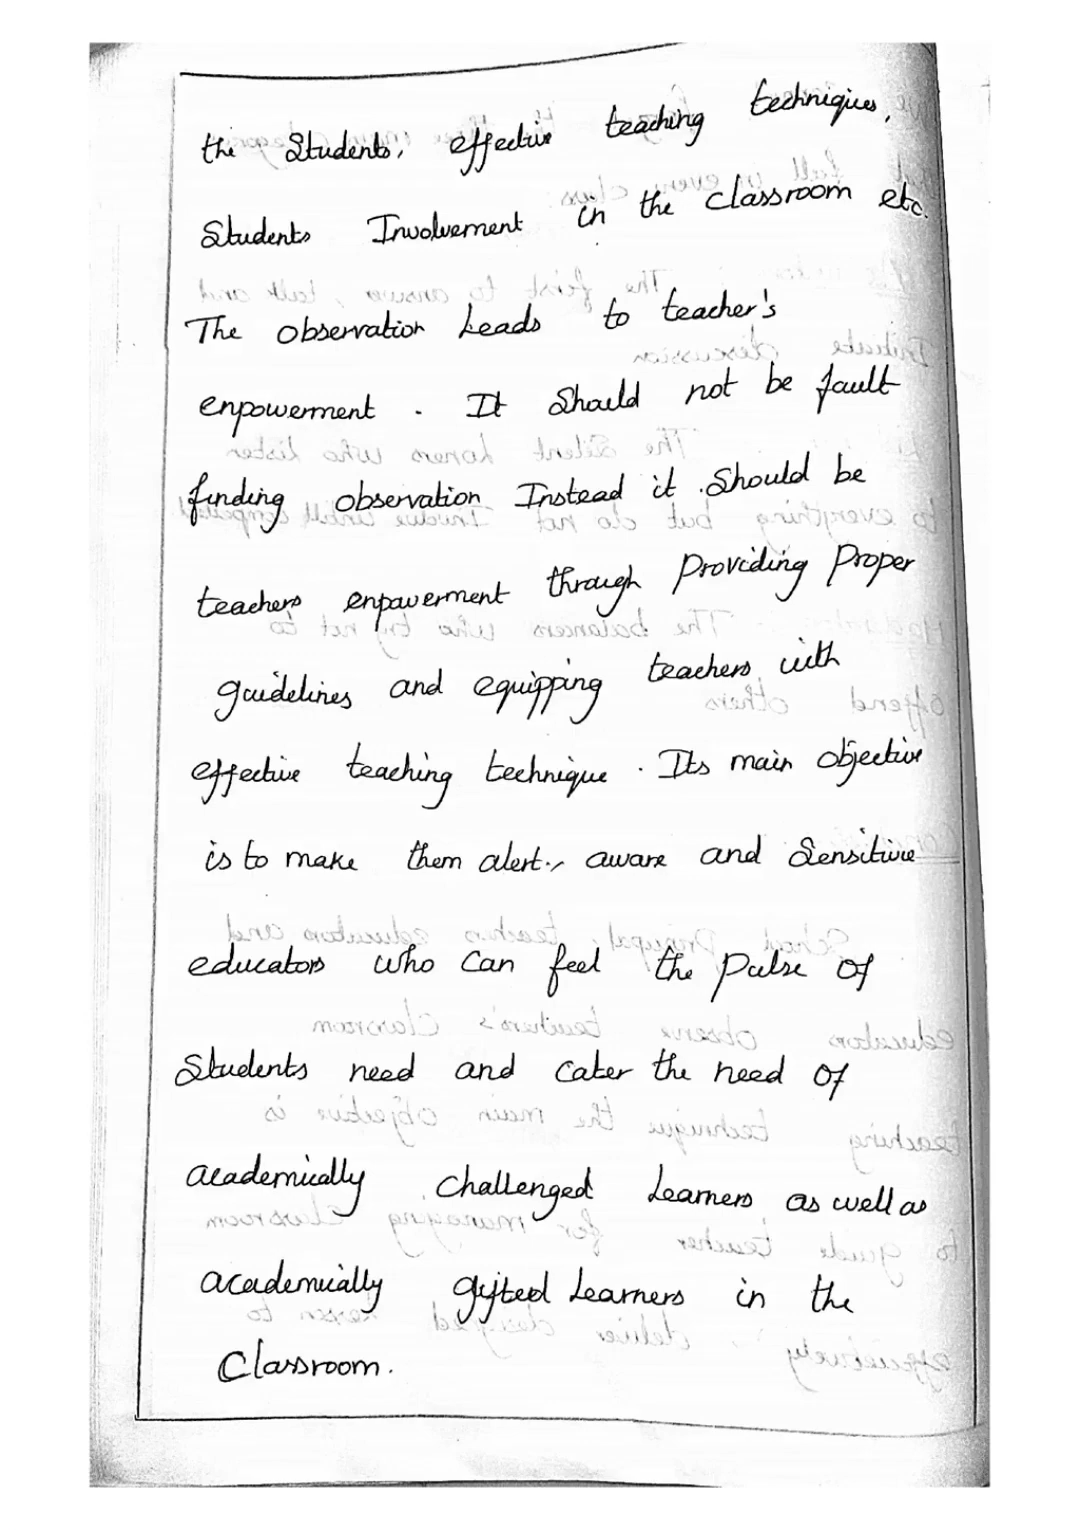 the Students, effective teaching techniques,
Students Involvement in the classroom etc.
The observation Leads to teacher's
enpowerment. It Should not be fault
finding observation Instead it Should be
teachers enpowerment through Providing Proper
guidelines and equipping teachers with
effective teaching technique. Its main objective
is to make them alert, aware and Sensitive
educators who can feel the pulse of
Students need and cater the need of
academically challenged Learners as well as
academically gifted Learners in the
Classroom.